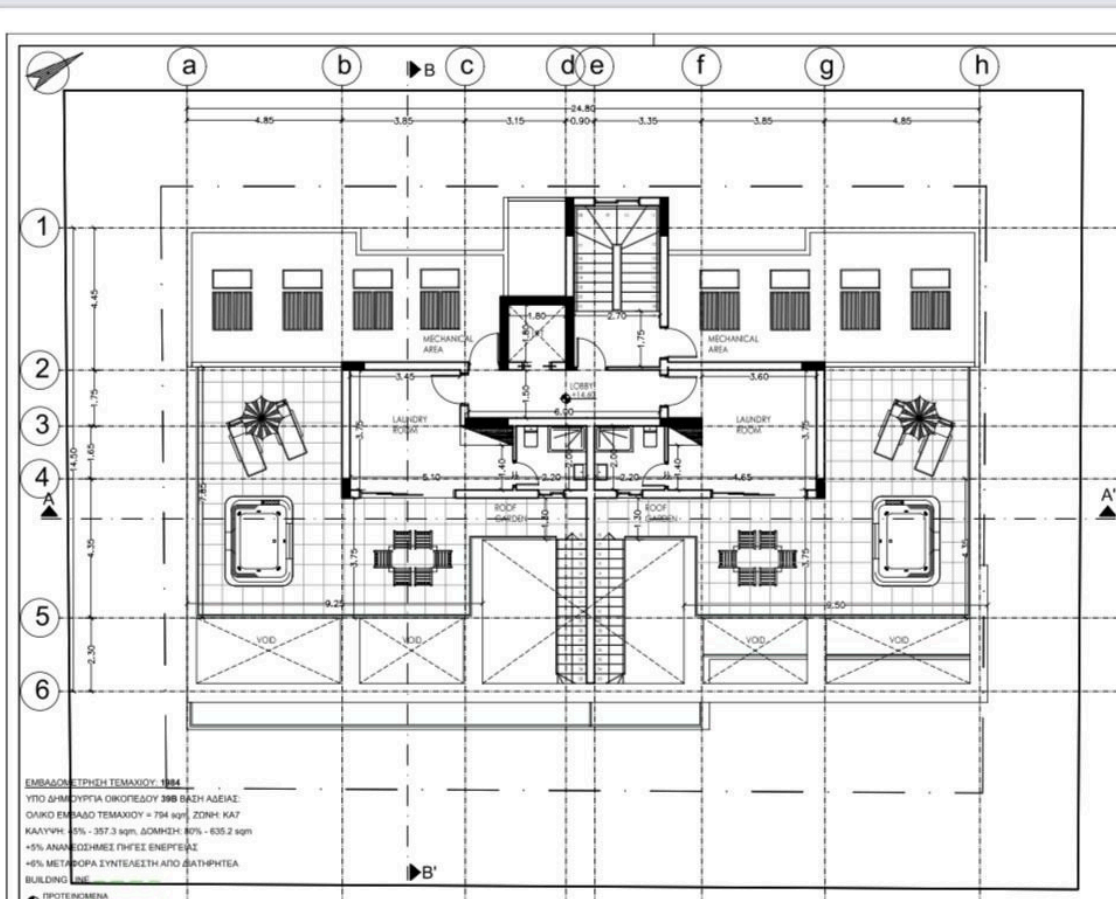 a b c d e f g h
B
24.80
4.85 3.85 3.15 0.90 3.35 3.85 4.85
1
4.45
1.80 2.70
1.80 1.75
MECHANICAL
AREA
MECHANICAL
AREA
2
3.45 3.60
1.75 1.50
LOBBY
+14.60
6.00
LAUNDRY
ROOM
LAUNDRY
ROOM
3
3.75 3.75
14.50
1.65 2.00 2.00
1.40 1.40
4
5.10 2.20 2.20 4.65
7.85
A A'
ROOF
GARDEN
ROOF
GARDEN
1.30 1.30
4.35 3.75 3.75 4.35
9.25 9.50
5
VOID VOID VOID VOID
2.30
6
ΕΜΒΑΔΟΜΕΤΡΗΣΗ ΤΕΜΑΧΙΟΥ: 1984
ΥΠΟ ΔΗΜΙΟΥΡΓΙΑ ΟΙΚΟΠΕΔΟΥ 39Β ΒΑΣΗ ΑΔΕΙΑΣ:
ΟΛΙΚΟ ΕΜΒΑΔΟ ΤΕΜΑΧΙΟΥ = 794 sqm, ΖΩΝΗ: ΚΑ7
ΚΑΛΥΨΗ: 45% - 357.3 sqm, ΔΟΜΗΣΗ: 80% - 635.2 sqm
+5% ΑΝΑΝΕΩΣΗΜΕΣ ΠΗΓΕΣ ΕΝΕΡΓΕΙΑΣ
+6% ΜΕΤΑΦΟΡΑ ΣΥΝΤΕΛΕΣΤΗ ΑΠΟ ΔΙΑΤΗΡΗΤΕΑ
BUILDING LINE
B'
ΠΡΟΤΕΙΝΟΜΕΝΑ